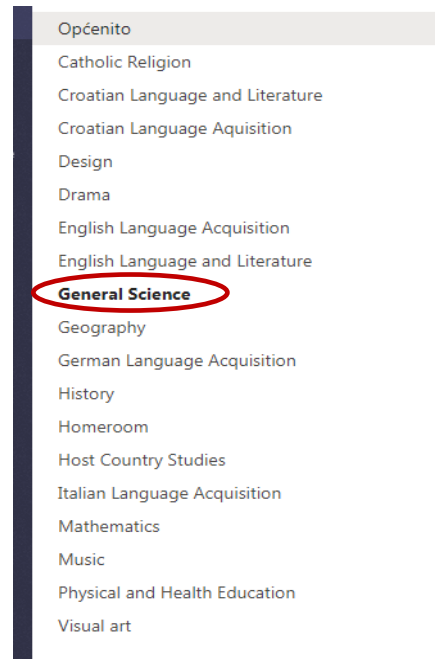 Općenito
Catholic Religion
Croatian Language and Literature
Croatian Language Aquisition
Design
Drama
English Language Acquisition
English Language and Literature
General Science
Geography
German Language Acquisition
History
Homeroom
Host Country Studies
Italian Language Acquisition
Mathematics
Music
Physical and Health Education
Visual art